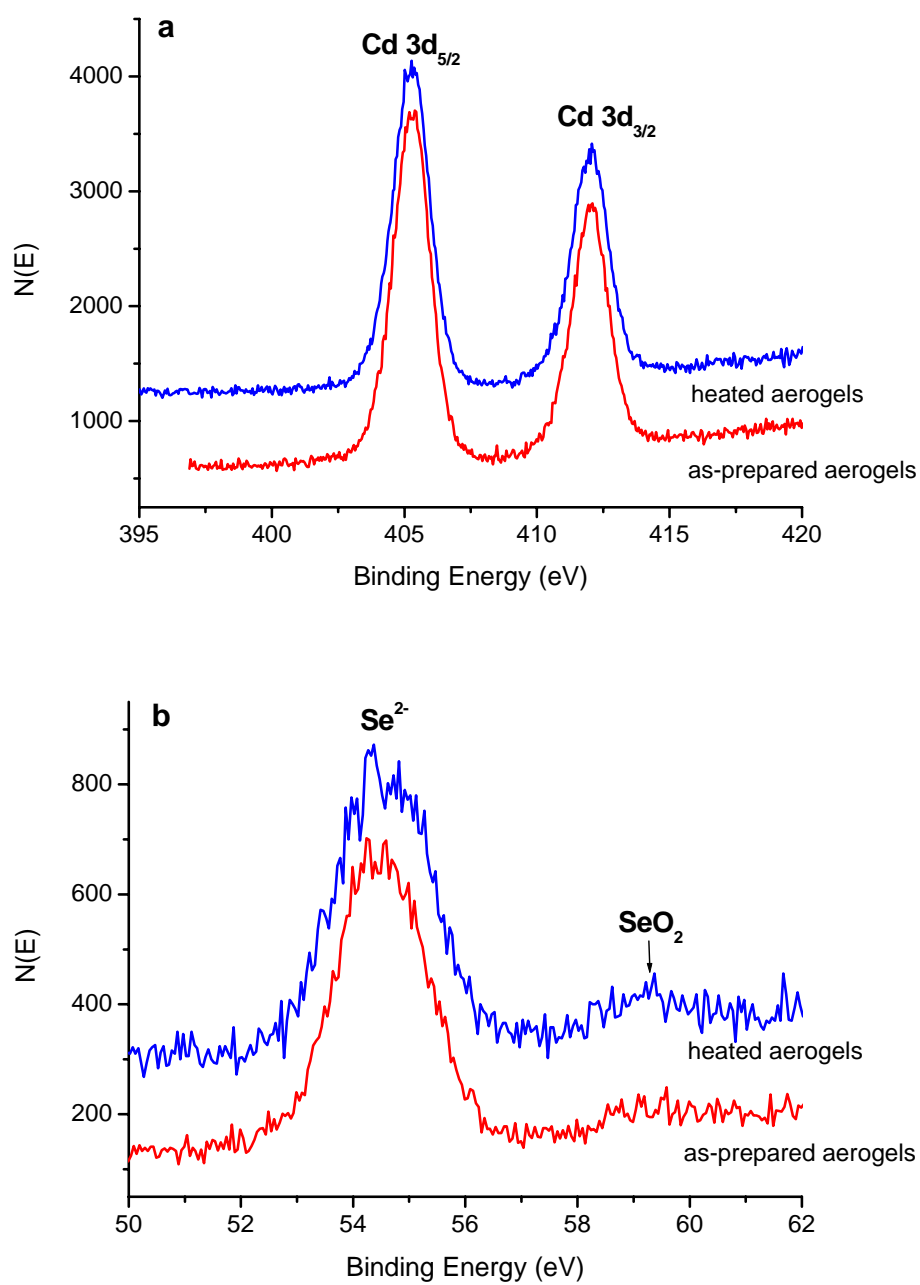 a
Cd 3d5/2
Cd 3d3/2
4000
3000
2000
1000
N(E)
heated aerogels
as-prepared aerogels
395 400 405 410 415 420
Binding Energy (eV)
b
Se2-
SeO2
800
600
400
200
N(E)
heated aerogels
as-prepared aerogels
50 52 54 56 58 60 62
Binding Energy (eV)